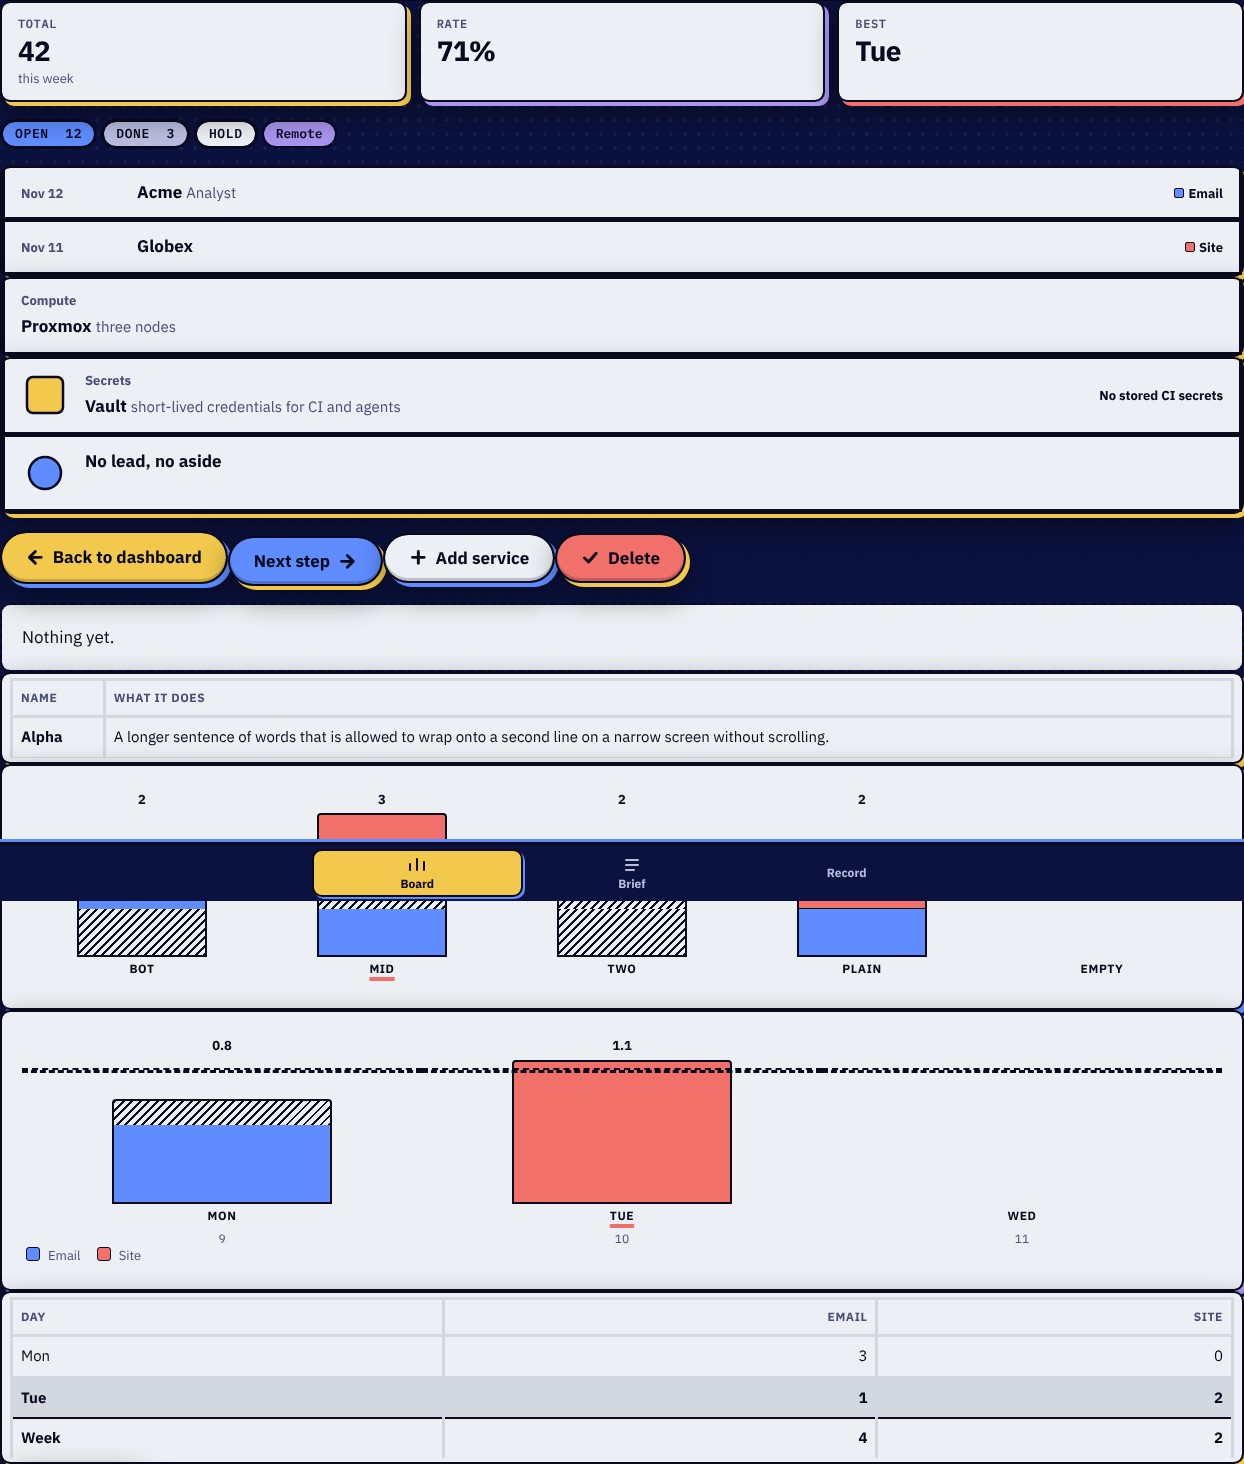 TOTAL
42
this week
RATE
71%
BEST
Tue
OPEN 12
DONE 3
HOLD
Remote
Nov 12 Acme Analyst Email
Nov 11 Globex Site
Compute
Proxmox three nodes
Secrets
Vault short-lived credentials for CI and agents
No stored CI secrets
No lead, no aside
Back to dashboard
Next step
Add service
Delete
Nothing yet.
NAME WHAT IT DOES
Alpha A longer sentence of words that is allowed to wrap onto a second line on a narrow screen without scrolling.
2 3 2 2
Board Brief Record
BOT MID TWO PLAIN EMPTY
0.8 1.1
MON TUE WED
9 10 11
Email Site
DAY EMAIL SITE
Mon 3 0
Tue 1 2
Week 4 2